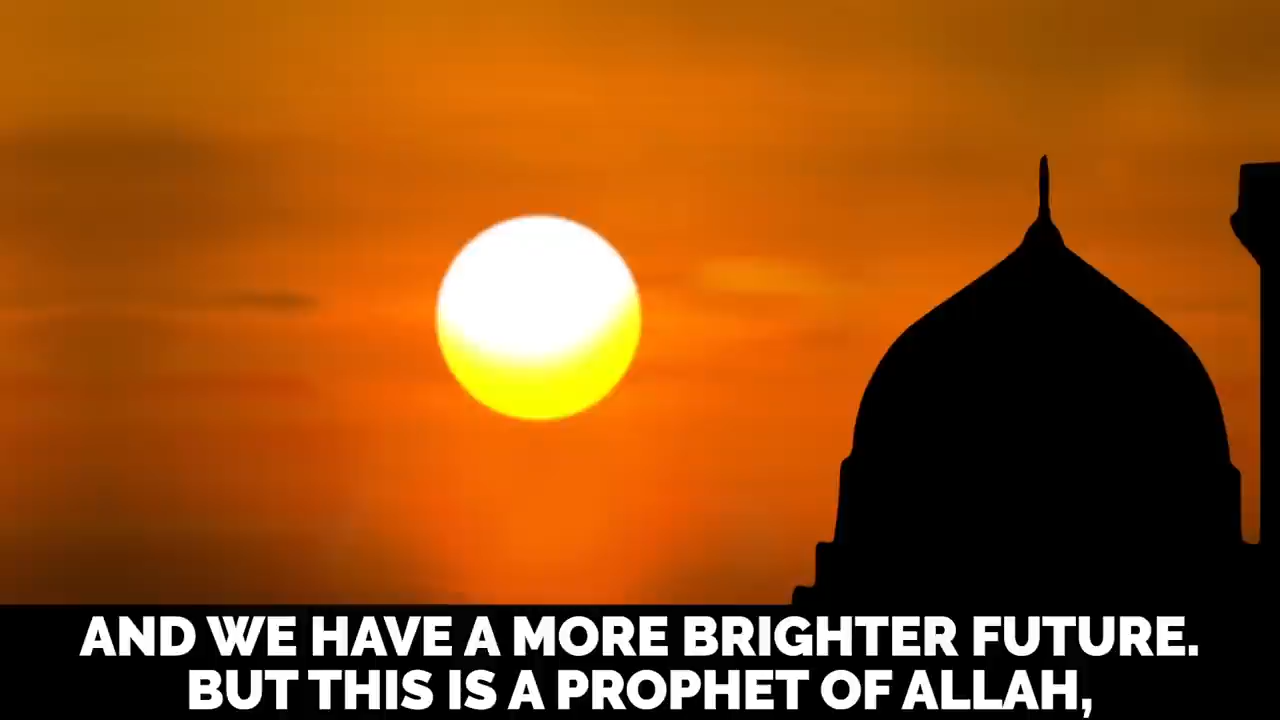 AND WE HAVE A MORE BRIGHTER FUTURE.
BUT THIS IS A PROPHET OF ALLAH,